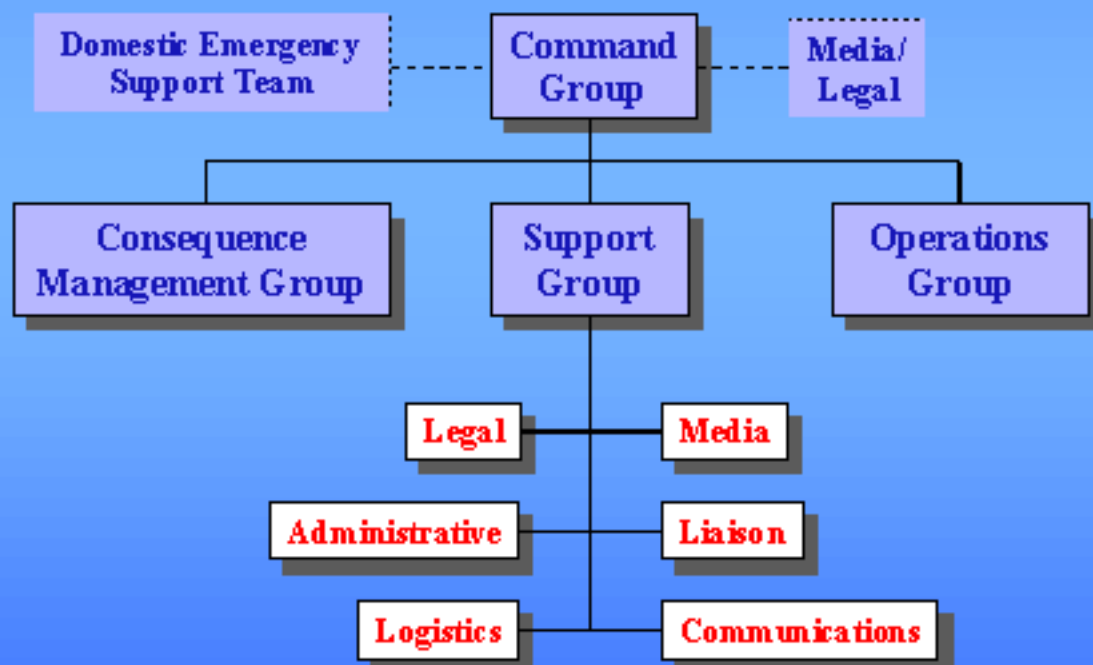 Domestic Emergency
Support Team
Command
Group
Media/
Legal
Consequence
Management Group
Support
Group
Operations
Group
Legal
Media
Administrative
Liaison
Logistics
Communications